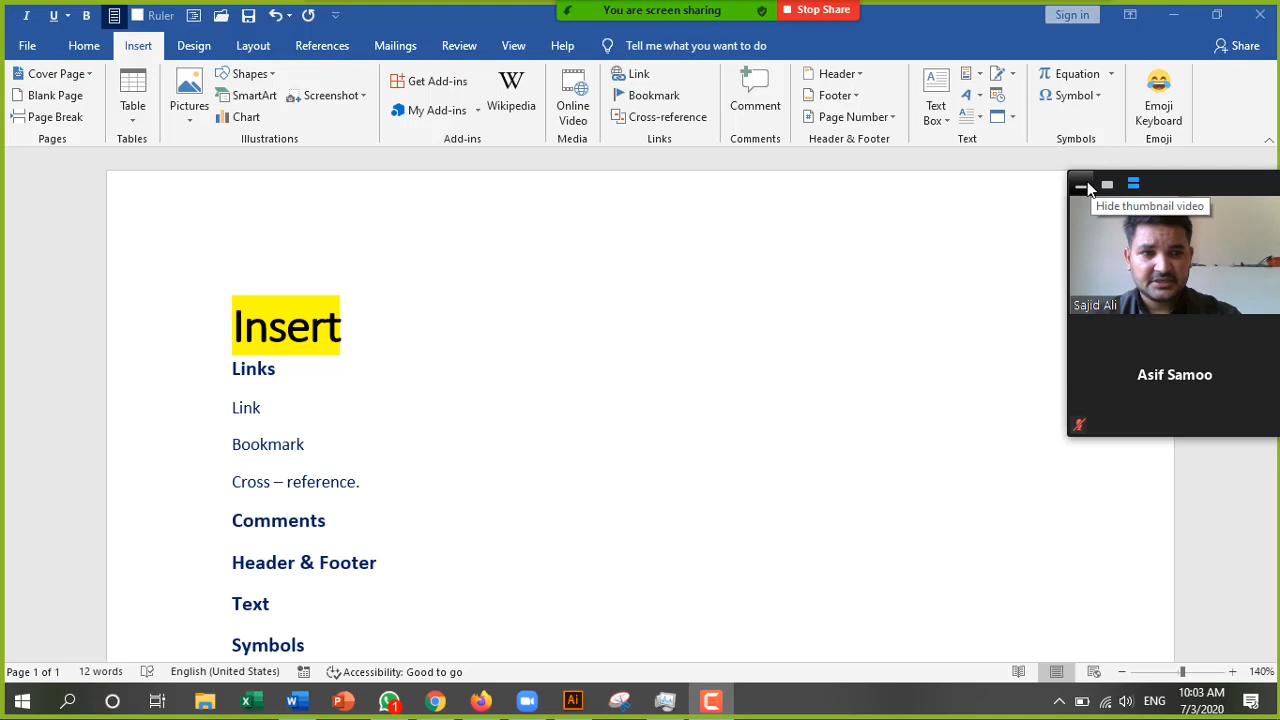 I U B Ruler
You are screen sharing Stop Share
Sign in
File Home Insert Design Layout References Mailings Review View Help Tell me what you want to do Share
Cover Page
Blank Page
Page Break
Pages
Table
Tables
Pictures
Shapes
SmartArt
Chart
Screenshot
Illustrations
Get Add-ins
My Add-ins
W
Wikipedia
Add-ins
Online
Video
Media
Link
Bookmark
Cross-reference
Links
Comment
Comments
Header
Footer
Page Number
Header & Footer
Text
Box
Text
Equation
Symbol
Symbols
Emoji
Keyboard
Emoji
Hide thumbnail video
Sajid Ali
Asif Samoo
Insert
Links
Link
Bookmark
Cross – reference.
Comments
Header & Footer
Text
Symbols
Page 1 of 1 12 words English (United States) Accessibility: Good to go 140%
1 Ai C ENG 10:03 AM
7/3/2020